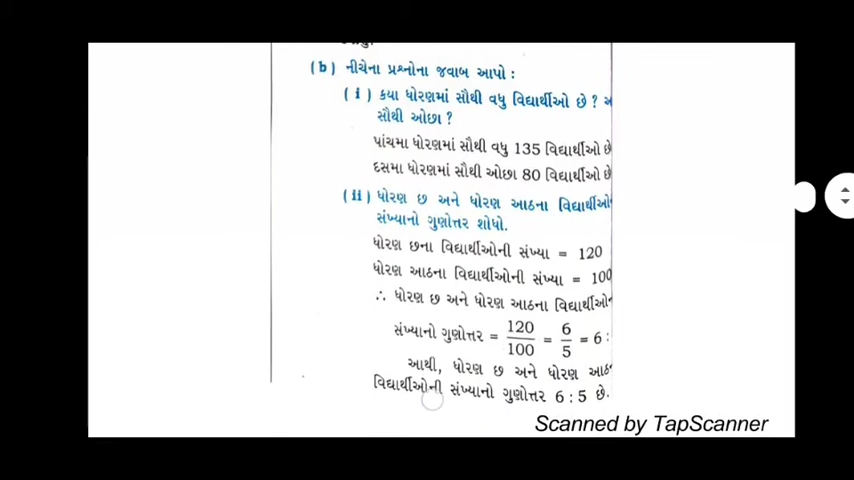 (b) નીચેના પ્રશ્નોના જવાબ આપો :
(i) કયા ધોરણમાં સૌથી વધુ વિદ્યાર્થીઓ છે ?
સૌથી ઓછા ?
પાંચમા ધોરણમાં સૌથી વધુ 135 વિદ્યાર્થીઓ છે
દસમા ધોરણમાં સૌથી ઓછા 80 વિદ્યાર્થીઓ છે
(ii) ધોરણ છ અને ધોરણ આઠના વિદ્યાર્થીઓ
સંખ્યાનો ગુણોત્તર શોધો.
ધોરણ છના વિદ્યાર્થીઓની સંખ્યા = 120
ધોરણ આઠના વિદ્યાર્થીઓની સંખ્યા = 100
∴ ધોરણ છ અને ધોરણ આઠના વિદ્યાર્થીઓ
સંખ્યાનો ગુણોત્તર = 120/100 = 6/5 = 6 :
આથી, ધોરણ છ અને ધોરણ આઠ
વિદ્યાર્થીઓની સંખ્યાનો ગુણોત્તર 6 : 5 છે.
Scanned by TapScanner